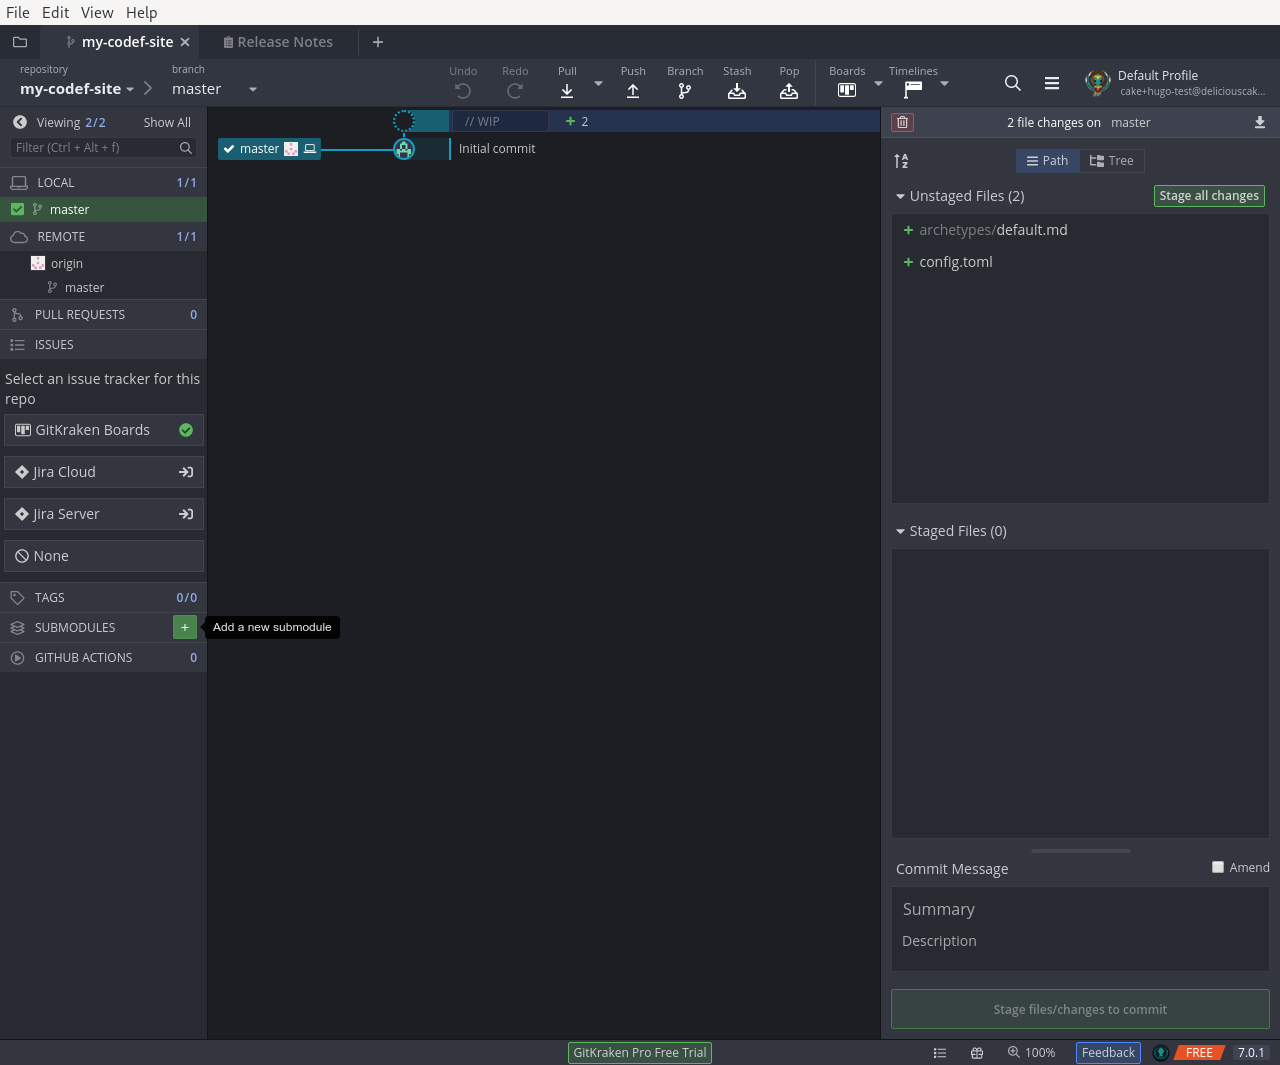 File Edit View Help
my-codef-site
Release Notes
repository
my-codef-site
branch
master
Undo
Redo
Pull
Push
Branch
Stash
Pop
Boards
Timelines
Default Profile
cake+hugo-test@deliciouscak...
Viewing 2/2 Show All
Filter (Ctrl + Alt + f)
LOCAL 1/1
master
REMOTE 1/1
origin
master
PULL REQUESTS 0
ISSUES
Select an issue tracker for this
repo
GitKraken Boards
Jira Cloud
Jira Server
None
TAGS 0/0
SUBMODULES +
Add a new submodule
GITHUB ACTIONS 0
// WIP + 2
master Initial commit
2 file changes on master
Path Tree
Unstaged Files (2) Stage all changes
+ archetypes/default.md
+ config.toml
Staged Files (0)
Commit Message Amend
Summary
Description
Stage files/changes to commit
GitKraken Pro Free Trial
100%
Feedback
FREE
7.0.1